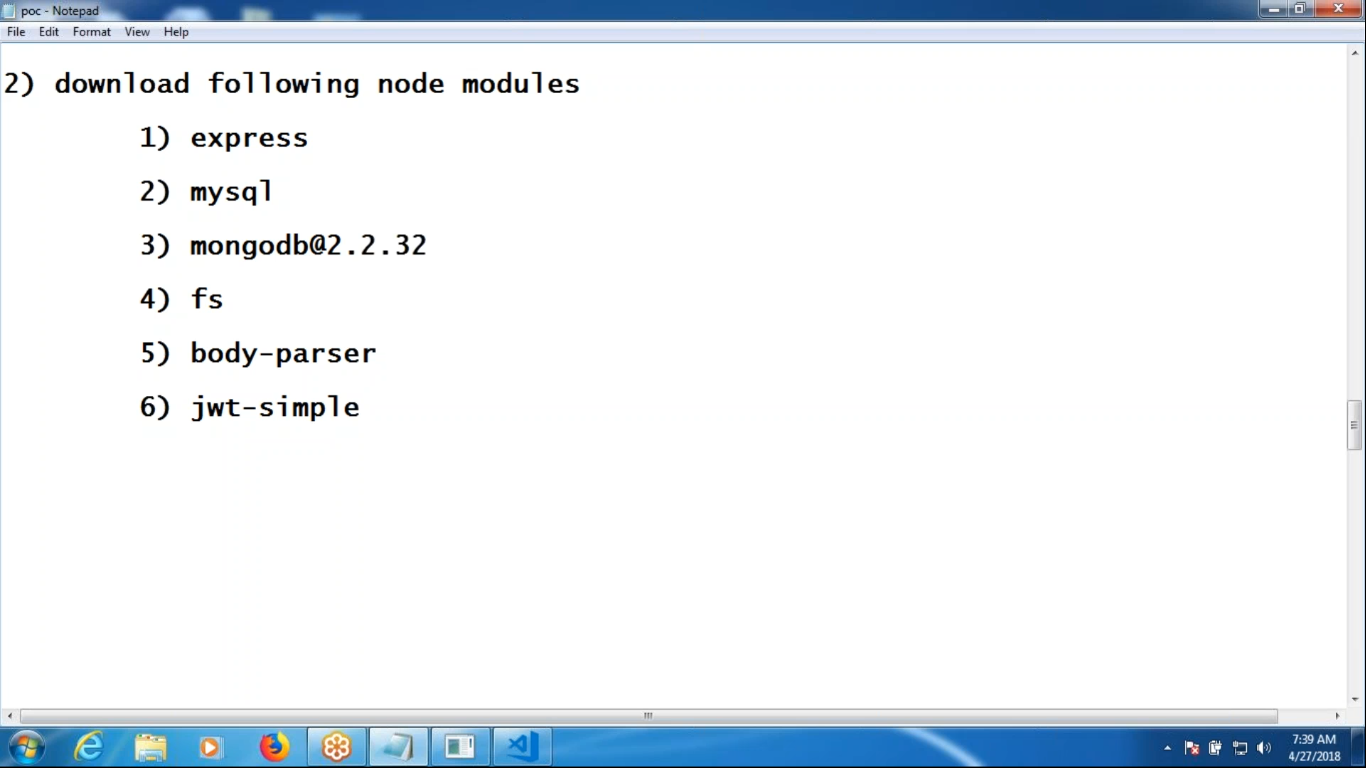 poc - Notepad
File Edit Format View Help
2) download following node modules
1) express
2) mysql
3) mongodb@2.2.32
4) fs
5) body-parser
6) jwt-simple
7:39 AM
4/27/2018